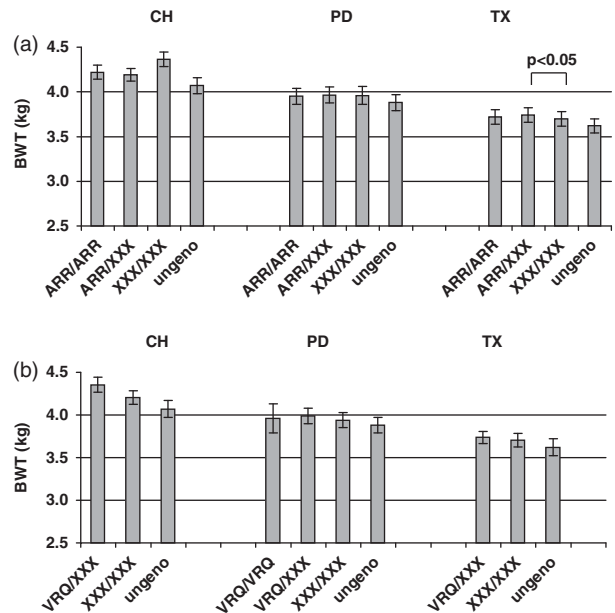 CH PD TX
(a)
4.5
4.0
3.5
3.0
2.5
BWT (kg)
p<0.05
ARR/ARR ARR/XXX XXX/XXX ungeno ARR/ARR ARR/XXX XXX/XXX ungeno ARR/ARR ARR/XXX XXX/XXX ungeno
CH PD TX
(b)
4.5
4.0
3.5
3.0
2.5
BWT (kg)
VRQ/XXX XXX/XXX ungeno VRQ/VRQ VRQ/XXX XXX/XXX ungeno VRQ/XXX XXX/XXX ungeno